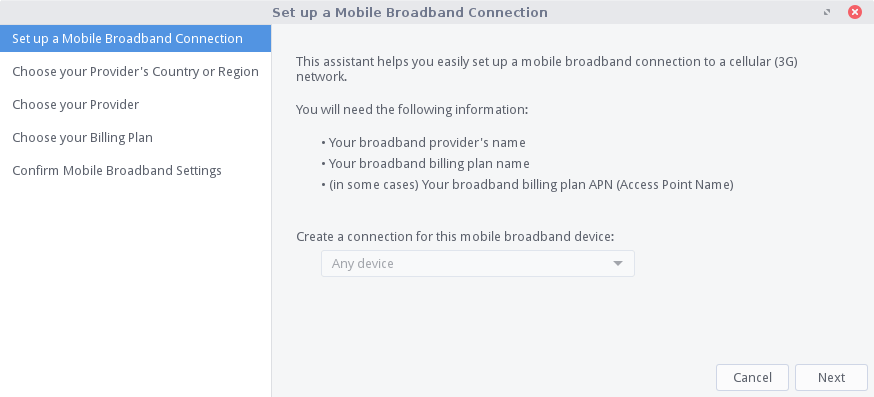 Set up a Mobile Broadband Connection
Set up a Mobile Broadband Connection
Choose your Provider's Country or Region
Choose your Provider
Choose your Billing Plan
Confirm Mobile Broadband Settings
This assistant helps you easily set up a mobile broadband connection to a cellular (3G)
network.
You will need the following information:
• Your broadband provider's name
• Your broadband billing plan name
• (in some cases) Your broadband billing plan APN (Access Point Name)
Create a connection for this mobile broadband device:
Any device
Cancel Next